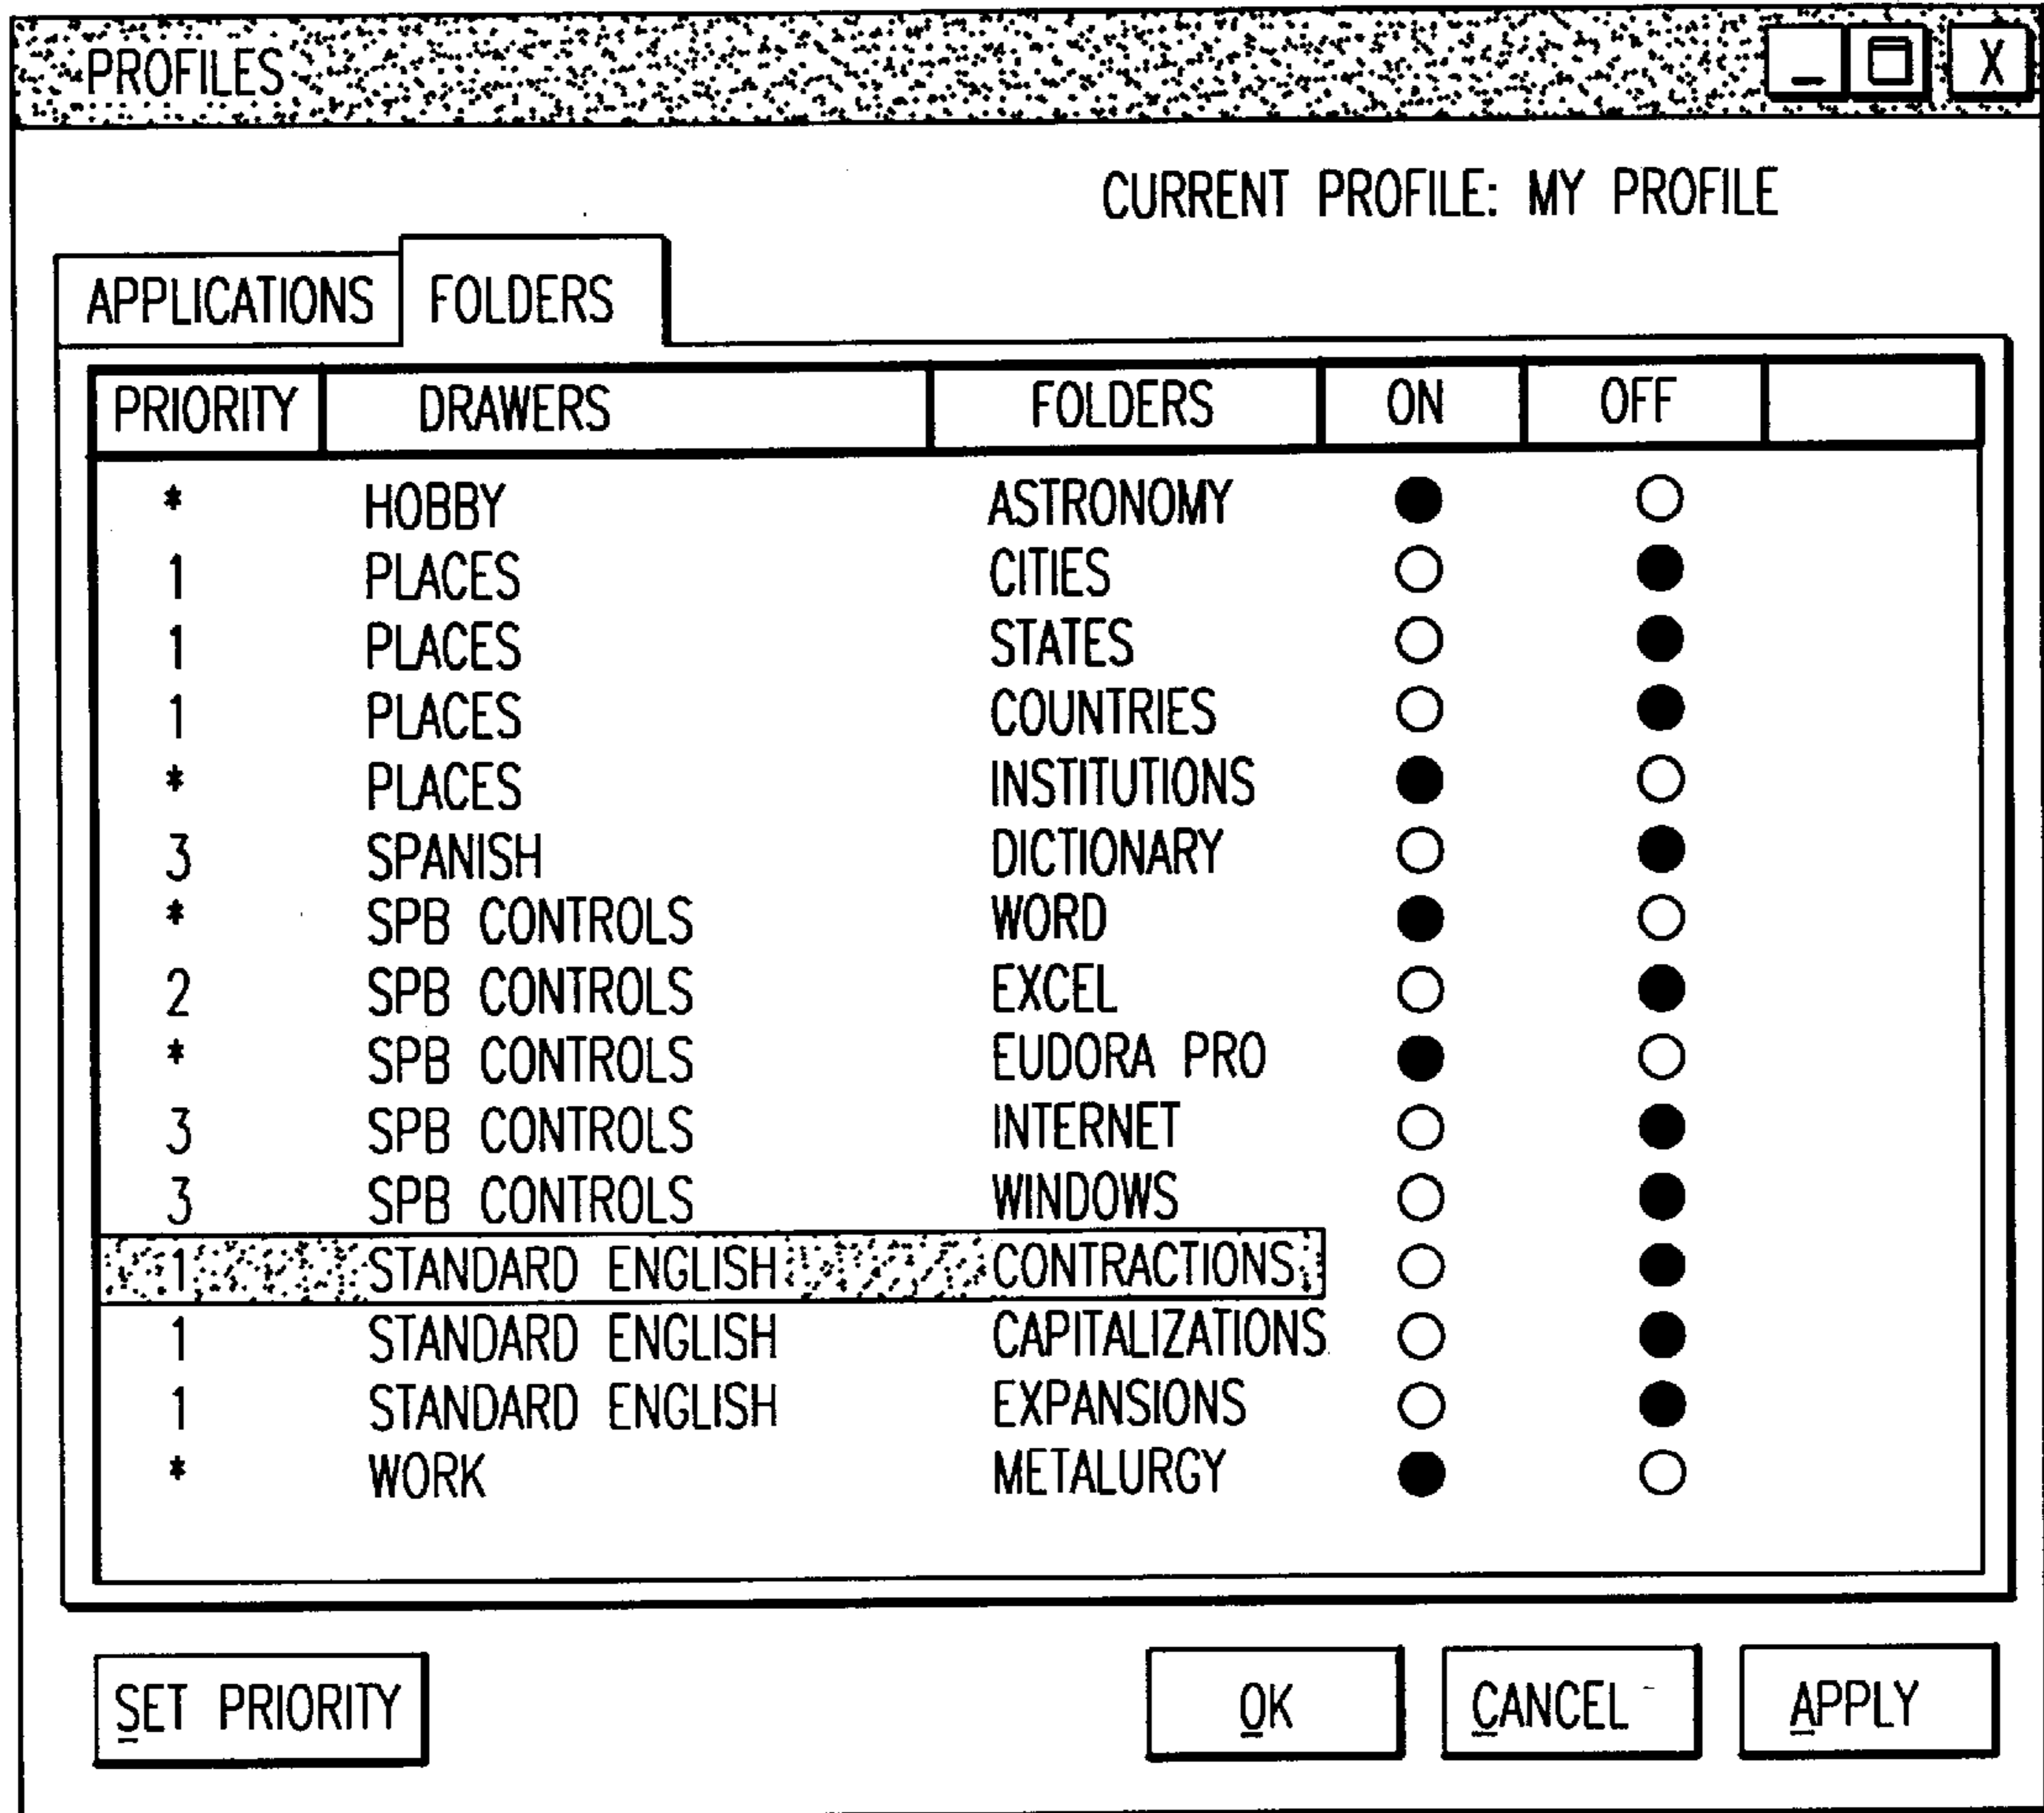 PROFILES X
CURRENT PROFILE: MY PROFILE
APPLICATIONS FOLDERS
PRIORITY DRAWERS FOLDERS ON OFF
* HOBBY ASTRONOMY
1 PLACES CITIES
1 PLACES STATES
1 PLACES COUNTRIES
* PLACES INSTITUTIONS
3 SPANISH DICTIONARY
* SPB CONTROLS WORD
2 SPB CONTROLS EXCEL
* SPB CONTROLS EUDORA PRO
3 SPB CONTROLS INTERNET
3 SPB CONTROLS WINDOWS
1 STANDARD ENGLISH CONTRACTIONS
1 STANDARD ENGLISH CAPITALIZATIONS
1 STANDARD ENGLISH EXPANSIONS
* WORK METALURGY
SET PRIORITY OK CANCEL APPLY